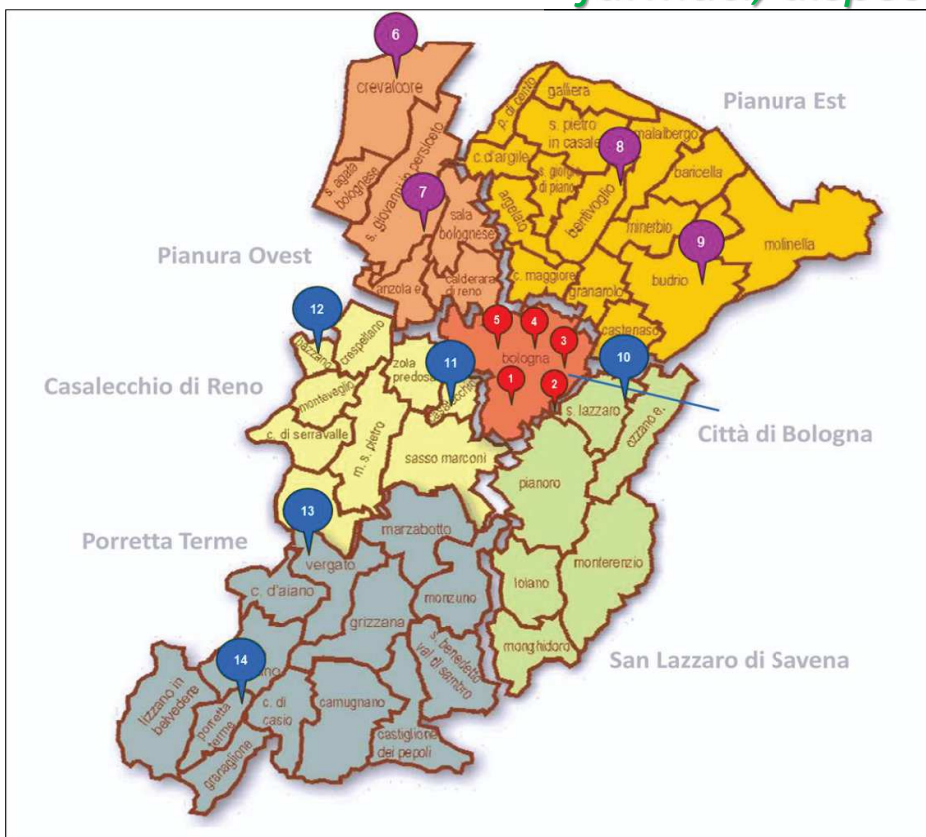 6
crevalcore
Pianura Est
p. di cento
galliera
s. pietro
in casale
malalbergo
8
c. d'argile
s. agata
bolognese
s. giovanni in persiceto
7
s. giorgio
di piano
baricella
argelato
bentivoglio
sala
bolognese
minerbio
9
molinella
Pianura Ovest
anzola e.
calderara
di reno
c. maggiore
granarolo
budrio
12
bazzano
crespellano
castenaso
5
4
3
bologna
11
10
zola
predosa
casalecchio
Casalecchio di Reno
monteveglio
1
2
s. lazzaro
ozzano e.
Città di Bologna
c. di serravalle
m. s. pietro
sasso marconi
pianoro
13
Porretta Terme
marzabotto
vergato
c. d'aiano
monzuno
loiano
monterenzio
grizzana
14
monghidoro
San Lazzaro di Savena
s. benedetto
val di sambro
lizzano in
belvedere
porretta
terme
c. di
casio
camugnano
castiglione
dei pepoli
granaglione